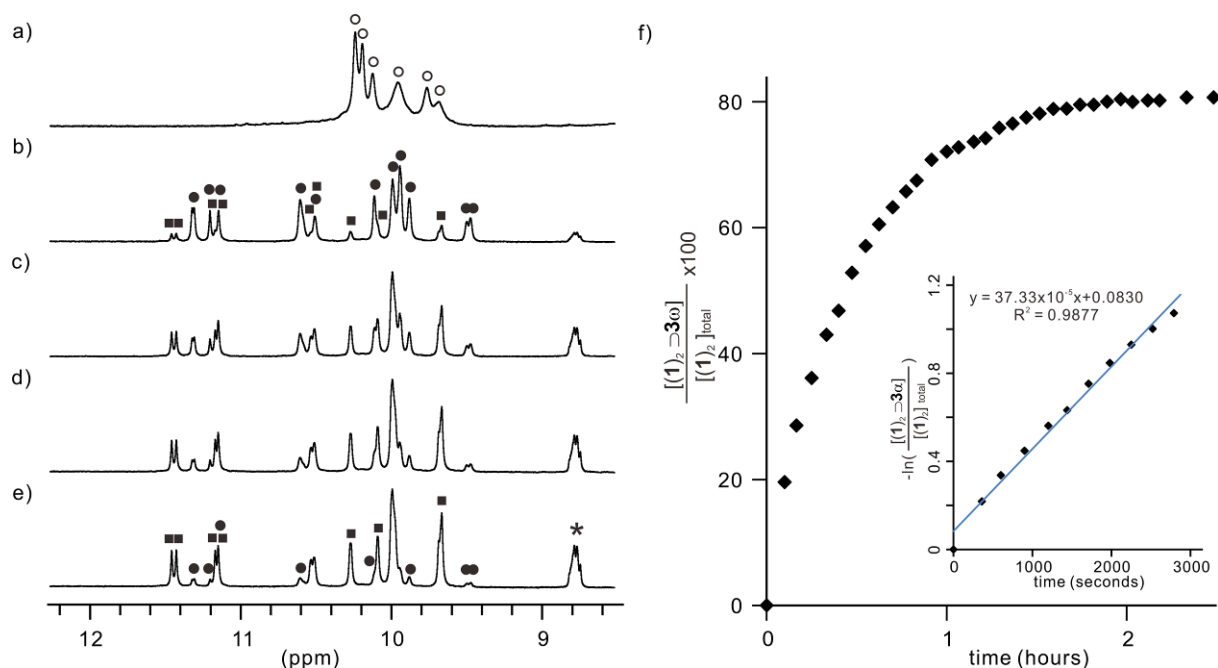 a)
b)
c)
d)
e)
*
12 11 10 9
(ppm)
f)
[(1)₂ ⊃3ω]
[(1)₂ ]total
x100
80
60
40
20
0
0 1 2
time (hours)
y = 37.33x10⁻⁵x+0.0830
R² = 0.9877
-ln(
[(1)₂ ⊃3α]
[(1)₂] total
)
1.2
0.8
0.4
0
0 1000 2000 3000
time (seconds)